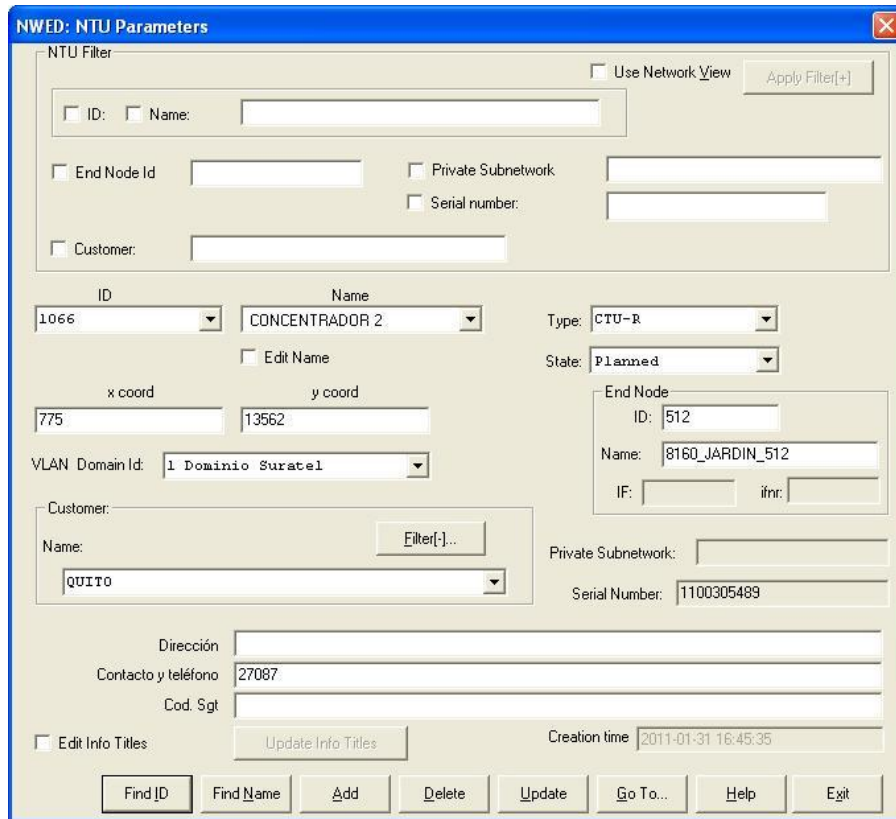 NWED: NTU Parameters
NTU Filter
Use Network View
Apply Filter[+]
ID:
Name:
End Node Id
Private Subnetwork
Serial number:
Customer:
ID
Name
1066
CONCENTRADOR 2
Type:
CTU-R
Edit Name
State:
Planned
x coord
y coord
775
13562
End Node
ID:
512
Name:
8160_JARDIN_512
IF:
ifnr:
VLAN Domain Id:
1 Dominio Suratel
Customer:
Name:
Filter[-]...
QUITO
Private Subnetwork:
Serial Number:
1100305489
Dirección
Contacto y teléfono
27087
Cod. Sgt
Edit Info Titles
Update Info Titles
Creation time
2011-01-31 16:45:35
Find ID
Find Name
Add
Delete
Update
Go To...
Help
Exit